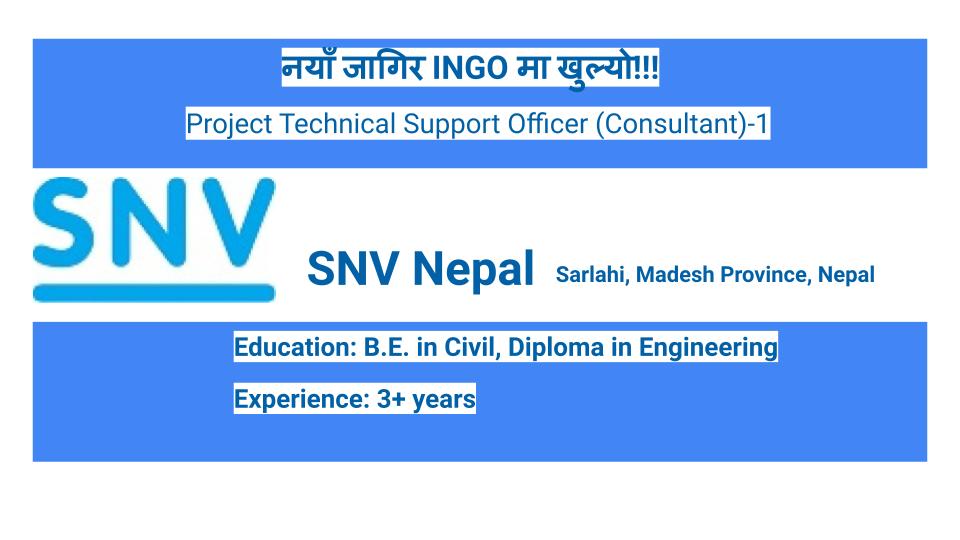 नयाँ जागिर INGO मा खुल्यो!!!
Project Technical Support Officer (Consultant)-1
SNV
SNV Nepal Sarlahi, Madesh Province, Nepal
Education: B.E. in Civil, Diploma in Engineering
Experience: 3+ years